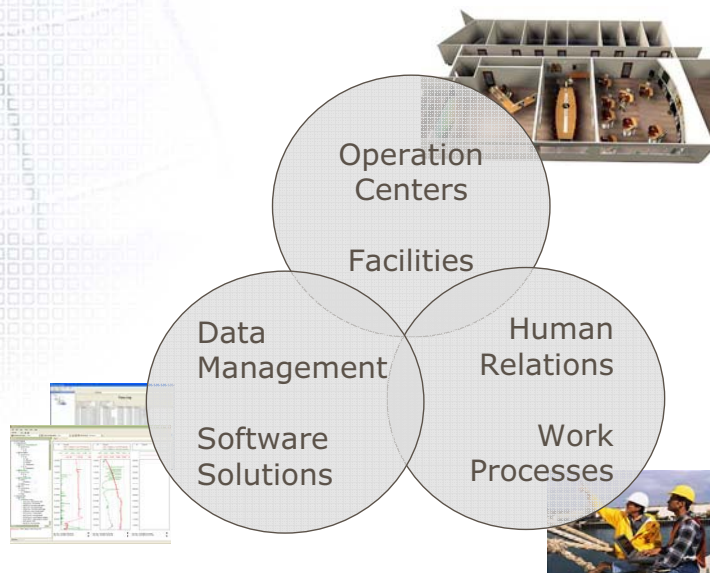 Operation
Centers
Facilities
Data
Management
Software
Solutions
Human
Relations
Work
Processes